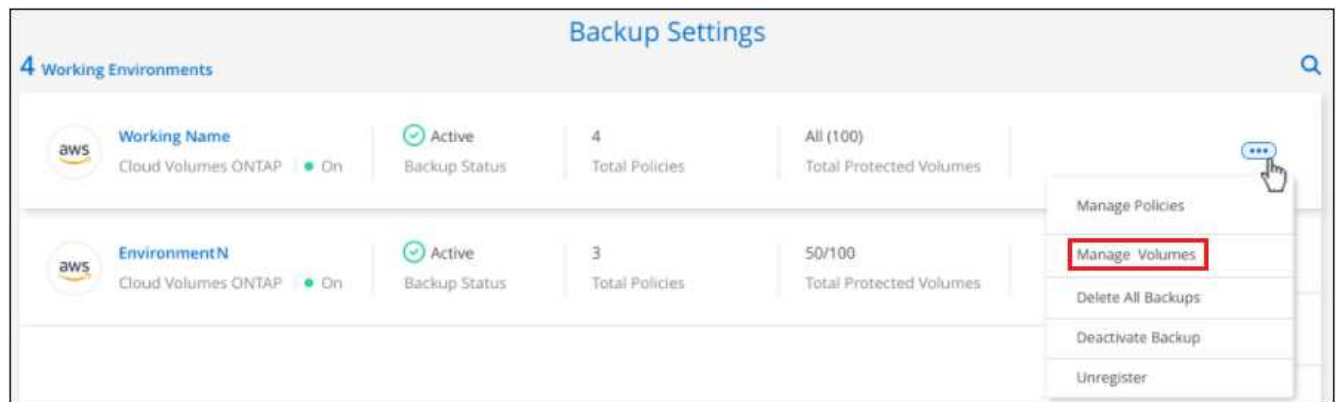 Backup Settings
4 Working Environments
aws
Working Name
Cloud Volumes ONTAP
On
Active
Backup Status
4
Total Policies
All (100)
Total Protected Volumes
Manage Policies
Manage Volumes
Delete All Backups
Deactivate Backup
Unregister
aws
EnvironmentN
Cloud Volumes ONTAP
On
Active
Backup Status
3
Total Policies
50/100
Total Protected Volumes